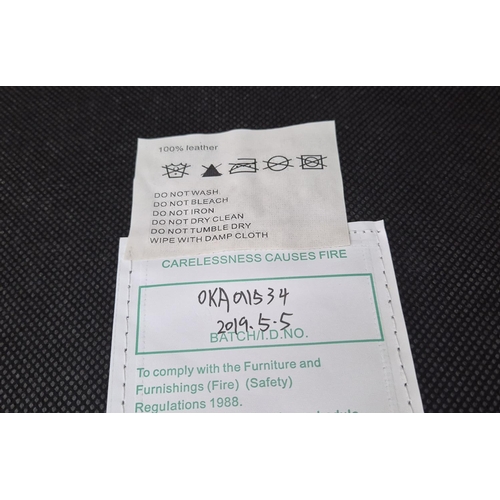 100% leather
DO NOT WASH
DO NOT BLEACH
DO NOT IRON
DO NOT DRY CLEAN
DO NOT TUMBLE DRY
WIPE WITH DAMP CLOTH
CARELESSNESS CAUSES FIRE
OKA 011534
2019.5.5
BATCH/I.D.NO.
To comply with the Furniture and
Furnishings (Fire) (Safety)
Regulations 1988.